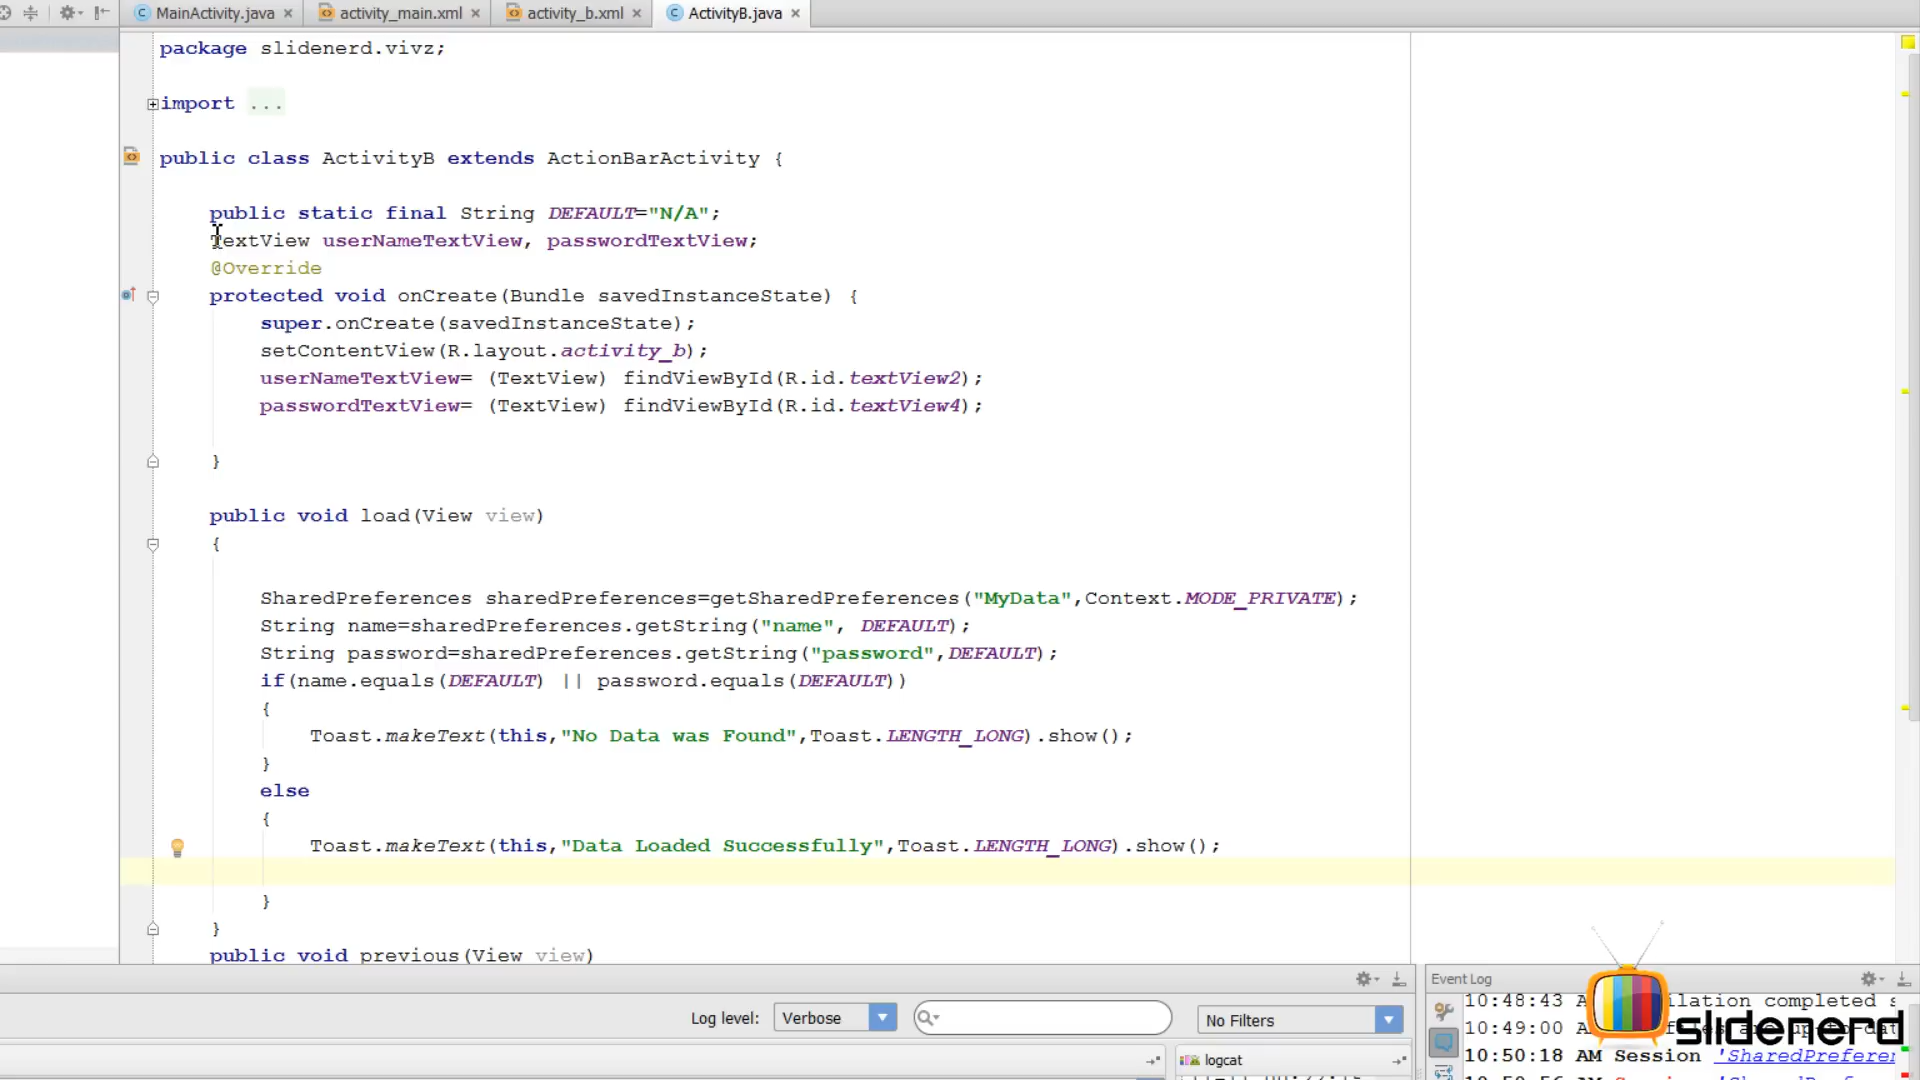 MainActivity.java
activity_main.xml
activity_b.xml
ActivityB.java
package slidenerd.vivz;
import ...
public class ActivityB extends ActionBarActivity {
public static final String DEFAULT="N/A";
TextView userNameTextView, passwordTextView;
@Override
protected void onCreate(Bundle savedInstanceState) {
super.onCreate(savedInstanceState);
setContentView(R.layout.activity_b);
userNameTextView= (TextView) findViewById(R.id.textView2);
passwordTextView= (TextView) findViewById(R.id.textView4);
}
public void load(View view)
{
SharedPreferences sharedPreferences=getSharedPreferences("MyData",Context.MODE_PRIVATE);
String name=sharedPreferences.getString("name", DEFAULT);
String password=sharedPreferences.getString("password",DEFAULT);
if(name.equals(DEFAULT) || password.equals(DEFAULT))
{
Toast.makeText(this,"No Data was Found",Toast.LENGTH_LONG).show();
}
else
{
Toast.makeText(this,"Data Loaded Successfully",Toast.LENGTH_LONG).show();
}
}
public void previous(View view)
Log level: Verbose
No Filters
logcat
Event Log
10:48:43 A ilation completed s
10:49:00 A
10:50:18 AM Session 'SharedPreferen
slidenerd